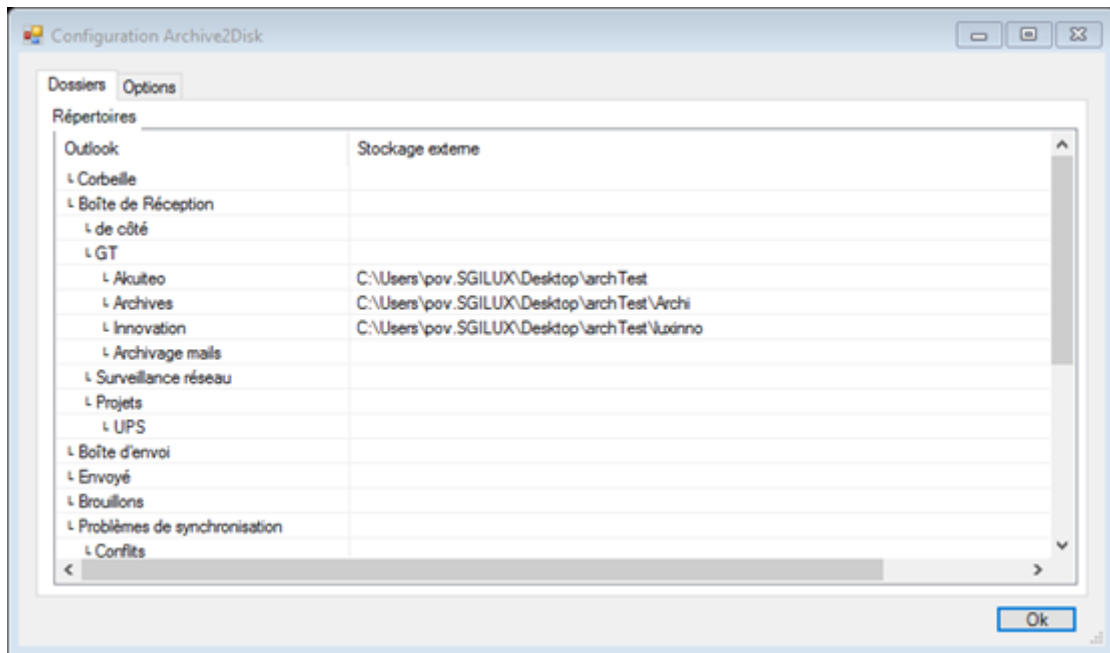 Configuration Archive2Disk
Dossiers Options
Répertoires
Outlook Stockage externe
Corbeille
Boîte de Réception
de côté
GT
Akuiteo C:\Users\pov.SGILUX\Desktop\archTest
Archives C:\Users\pov.SGILUX\Desktop\archTest\Archi
Innovation C:\Users\pov.SGILUX\Desktop\archTest\luxinno
Archivage mails
Surveillance réseau
Projets
UPS
Boîte d'envoi
Envoyé
Brouillons
Problèmes de synchronisation
Conflits
Ok